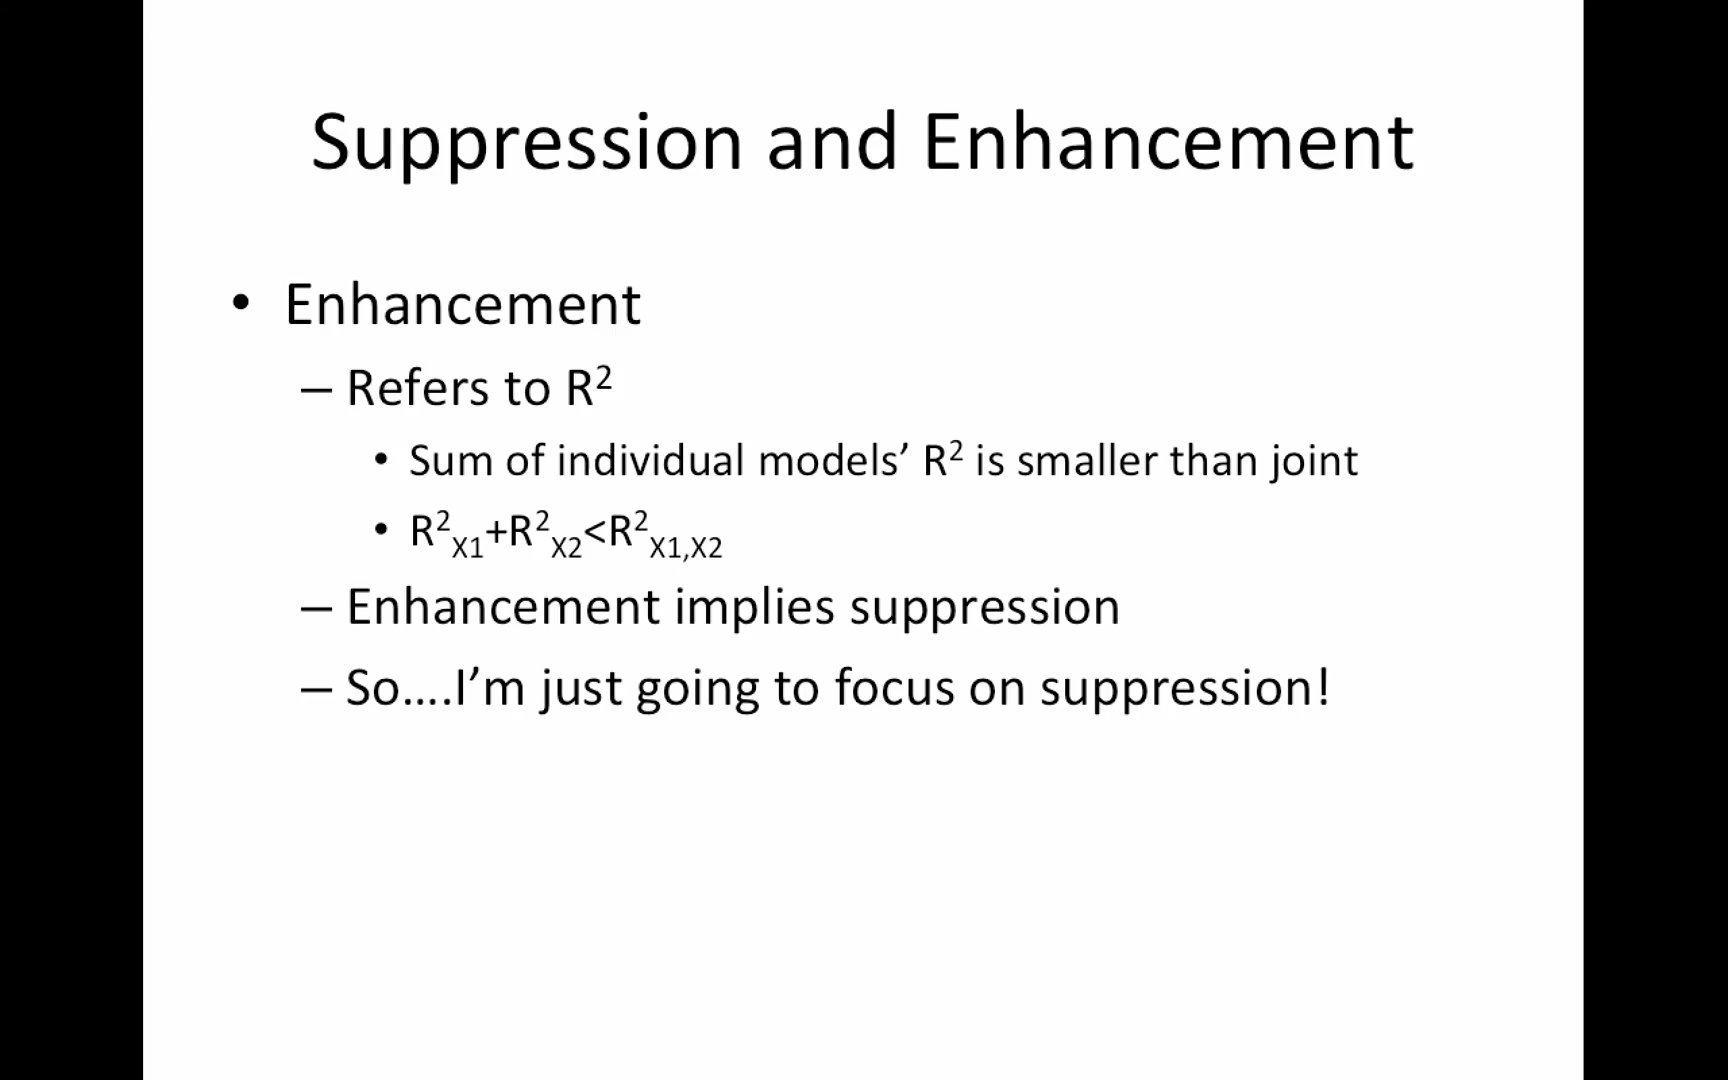 Suppression and Enhancement
• Enhancement
– Refers to R²
• Sum of individual models’ R² is smaller than joint
• R²X1+R²X2<R²X1,X2
– Enhancement implies suppression
– So….I’m just going to focus on suppression!